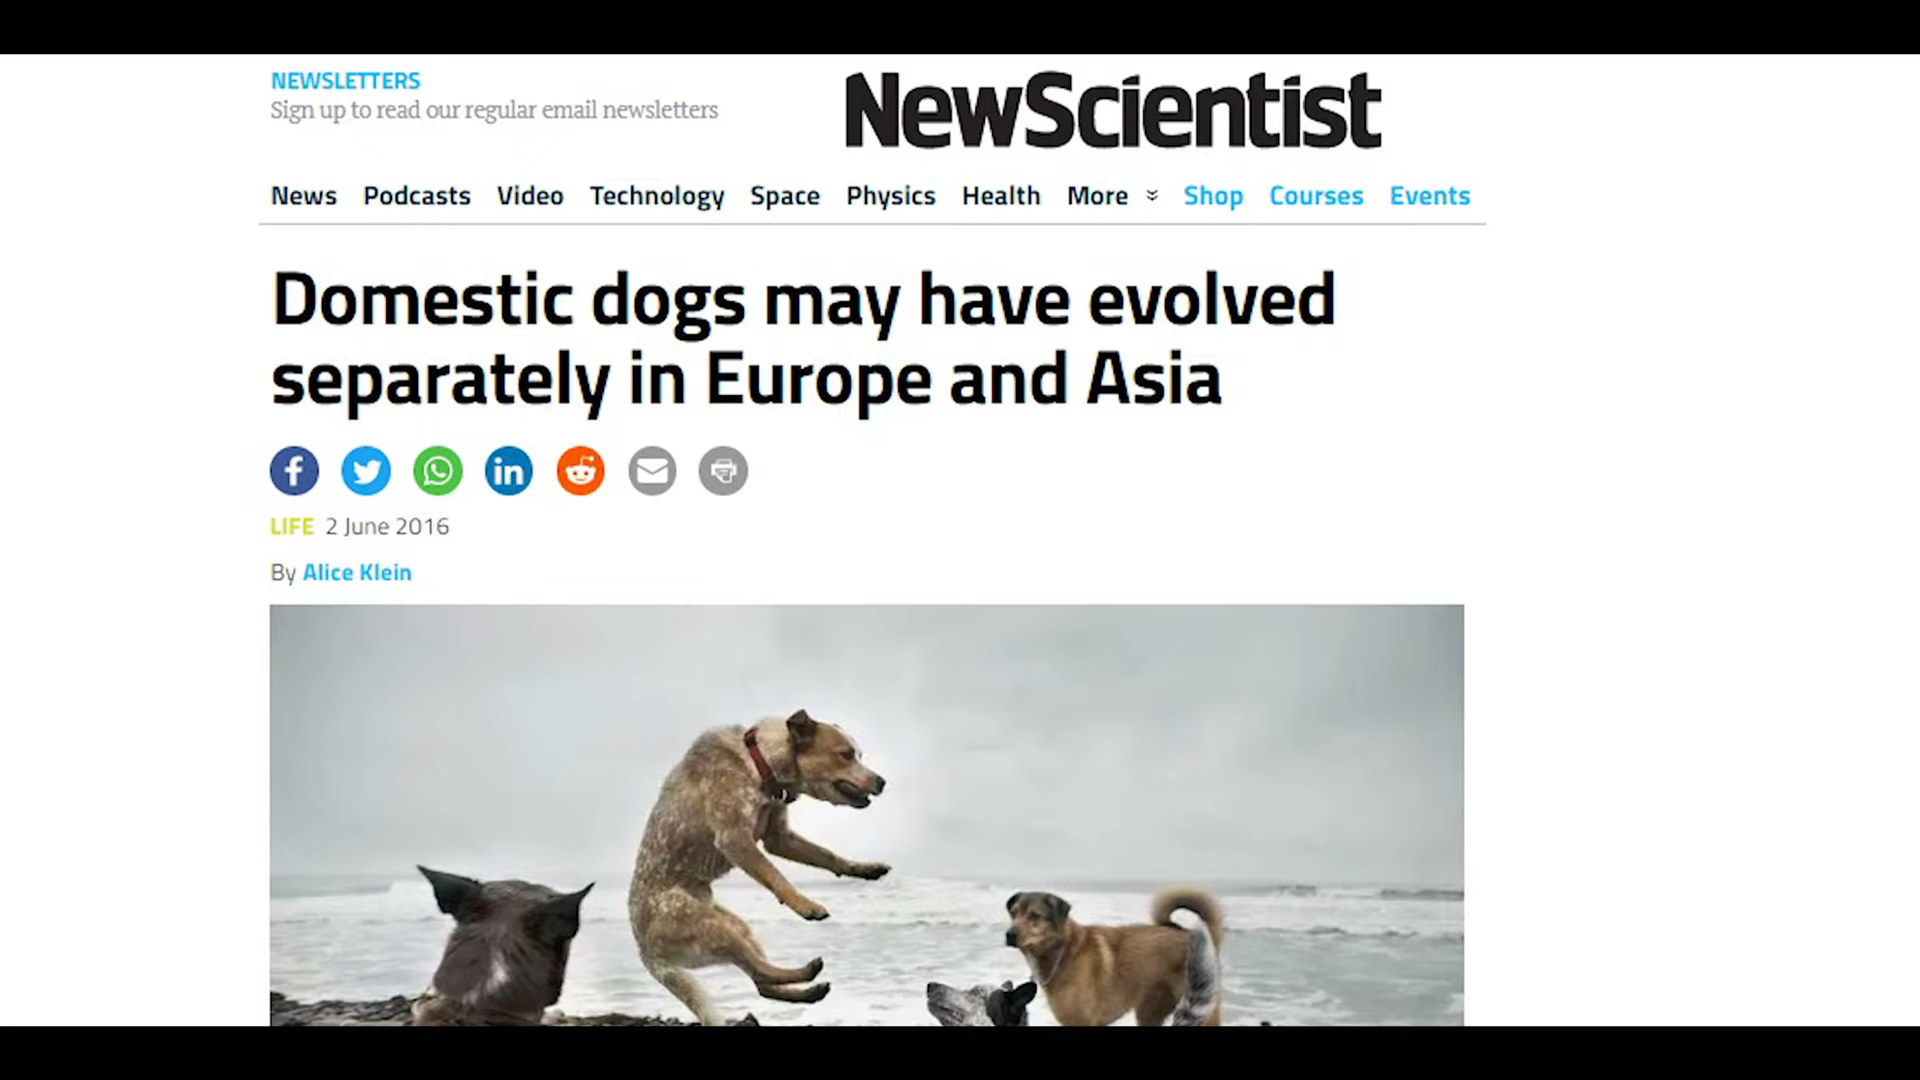 NEWSLETTERS
Sign up to read our regular email newsletters
NewScientist
News Podcasts Video Technology Space Physics Health More Shop Courses Events
Domestic dogs may have evolved
separately in Europe and Asia
LIFE 2 June 2016
By Alice Klein